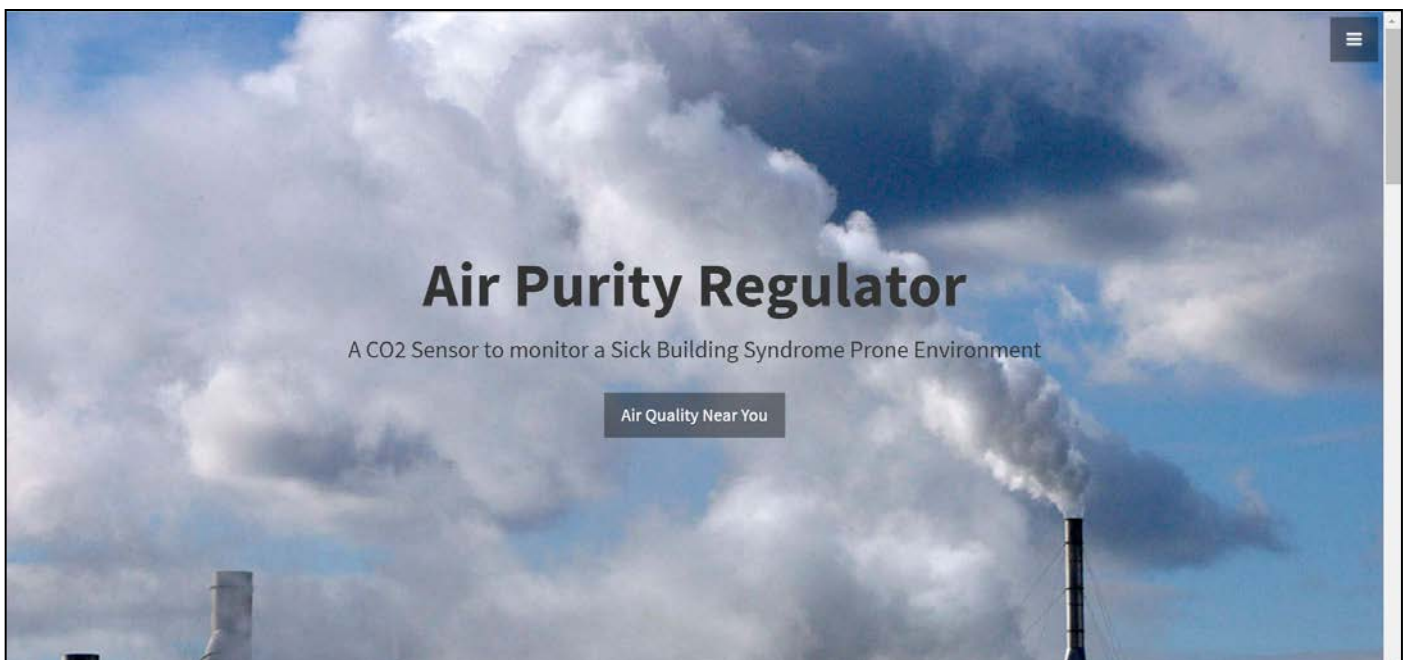 Air Purity Regulator
A CO2 Sensor to monitor a Sick Building Syndrome Prone Environment
Air Quality Near You